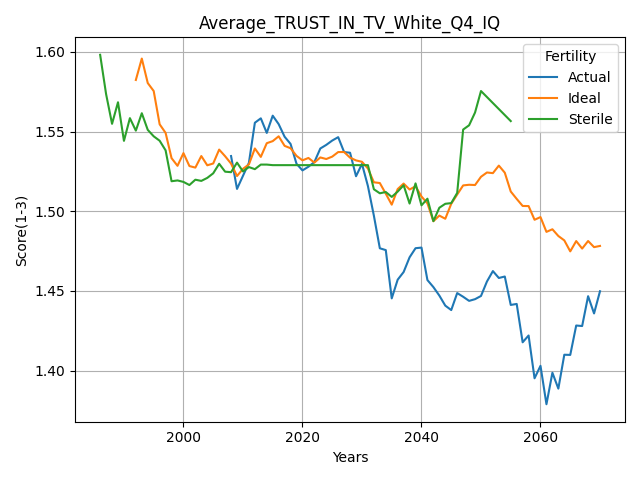 Average_TRUST_IN_TV_White_Q4_IQ
Fertility
Actual
Ideal
Sterile
Score(1-3)
1.60
1.55
1.50
1.45
1.40
2000 2020 2040 2060
Years